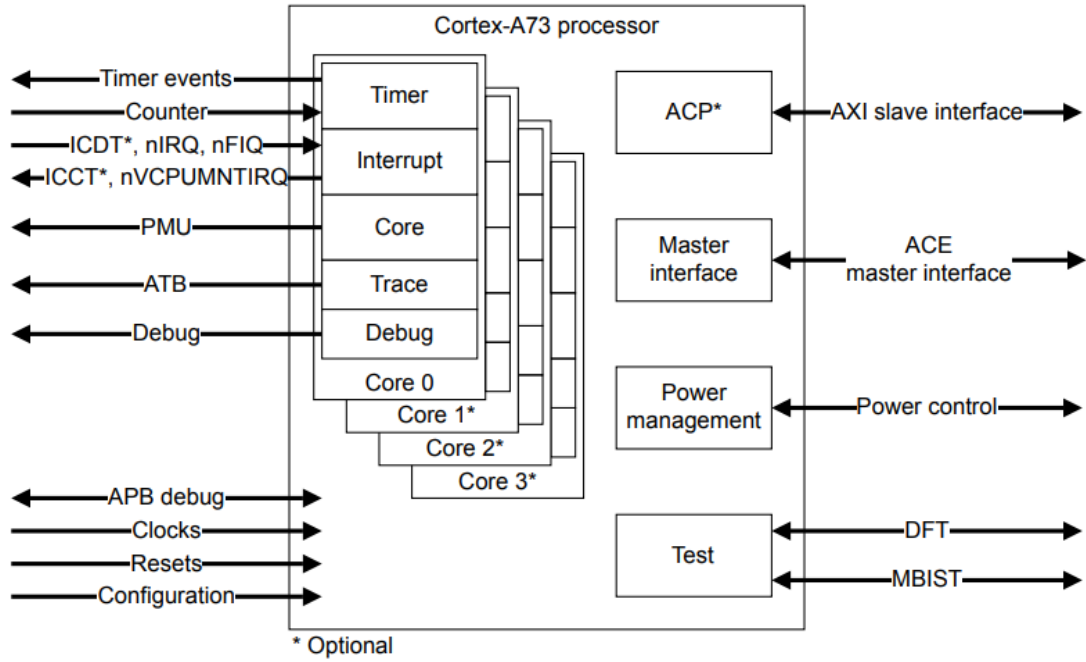 Cortex-A73 processor
Timer events
Counter
ICDT*, nIRQ, nFIQ
ICCT*, nVCPUMNTIRQ
PMU
ATB
Debug
Timer
Interrupt
Core
Trace
Debug
Core 0
Core 1*
Core 2*
Core 3*
APB debug
Clocks
Resets
Configuration
ACP*
AXI slave interface
Master
interface
ACE
master interface
Power
management
Power control
Test
DFT
MBIST
* Optional